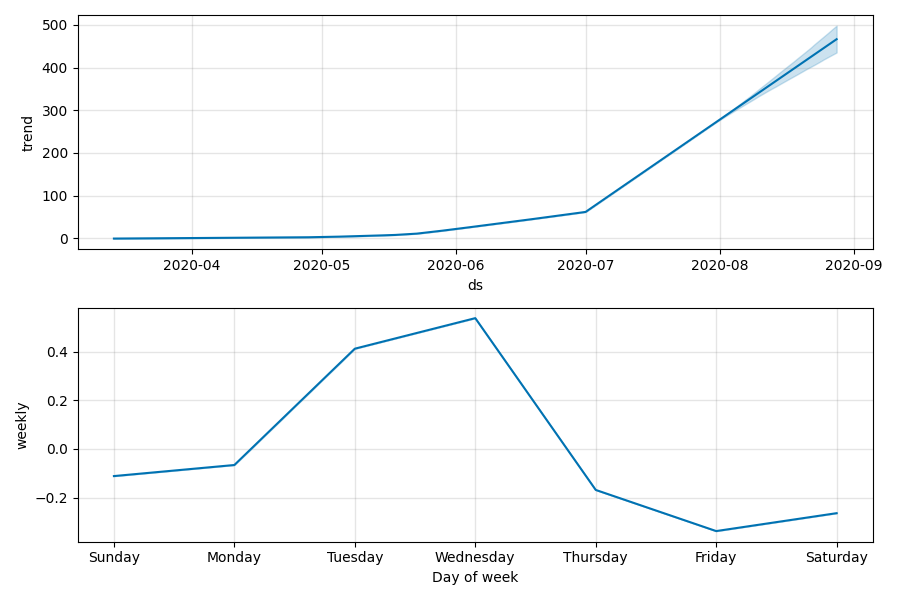 500
400
300
200
100
0
trend
2020-04 2020-05 2020-06 2020-07 2020-08 2020-09
ds
0.4
0.2
0.0
−0.2
weekly
Sunday Monday Tuesday Wednesday Thursday Friday Saturday
Day of week